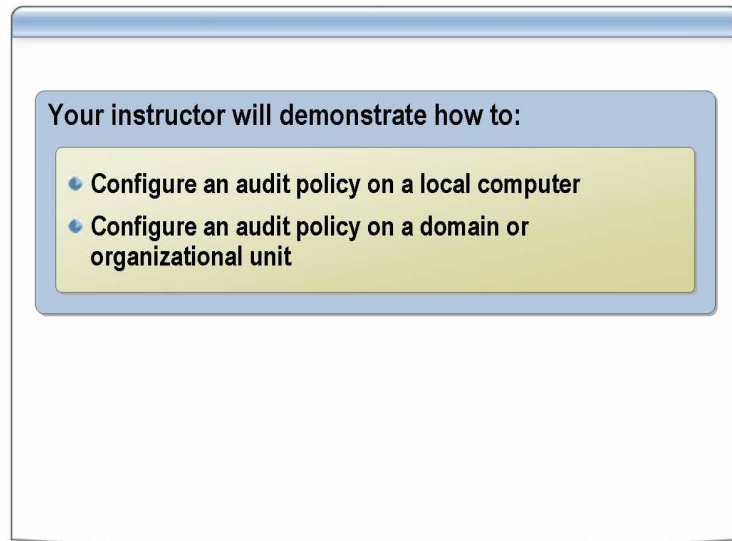 Your instructor will demonstrate how to:
Configure an audit policy on a local computer
Configure an audit policy on a domain or
organizational unit